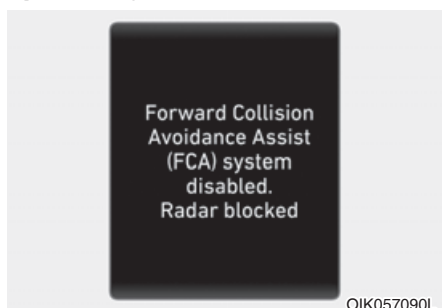 Forward Collision
Avoidance Assist
(FCA) system
disabled.
Radar blocked
OIK057090L